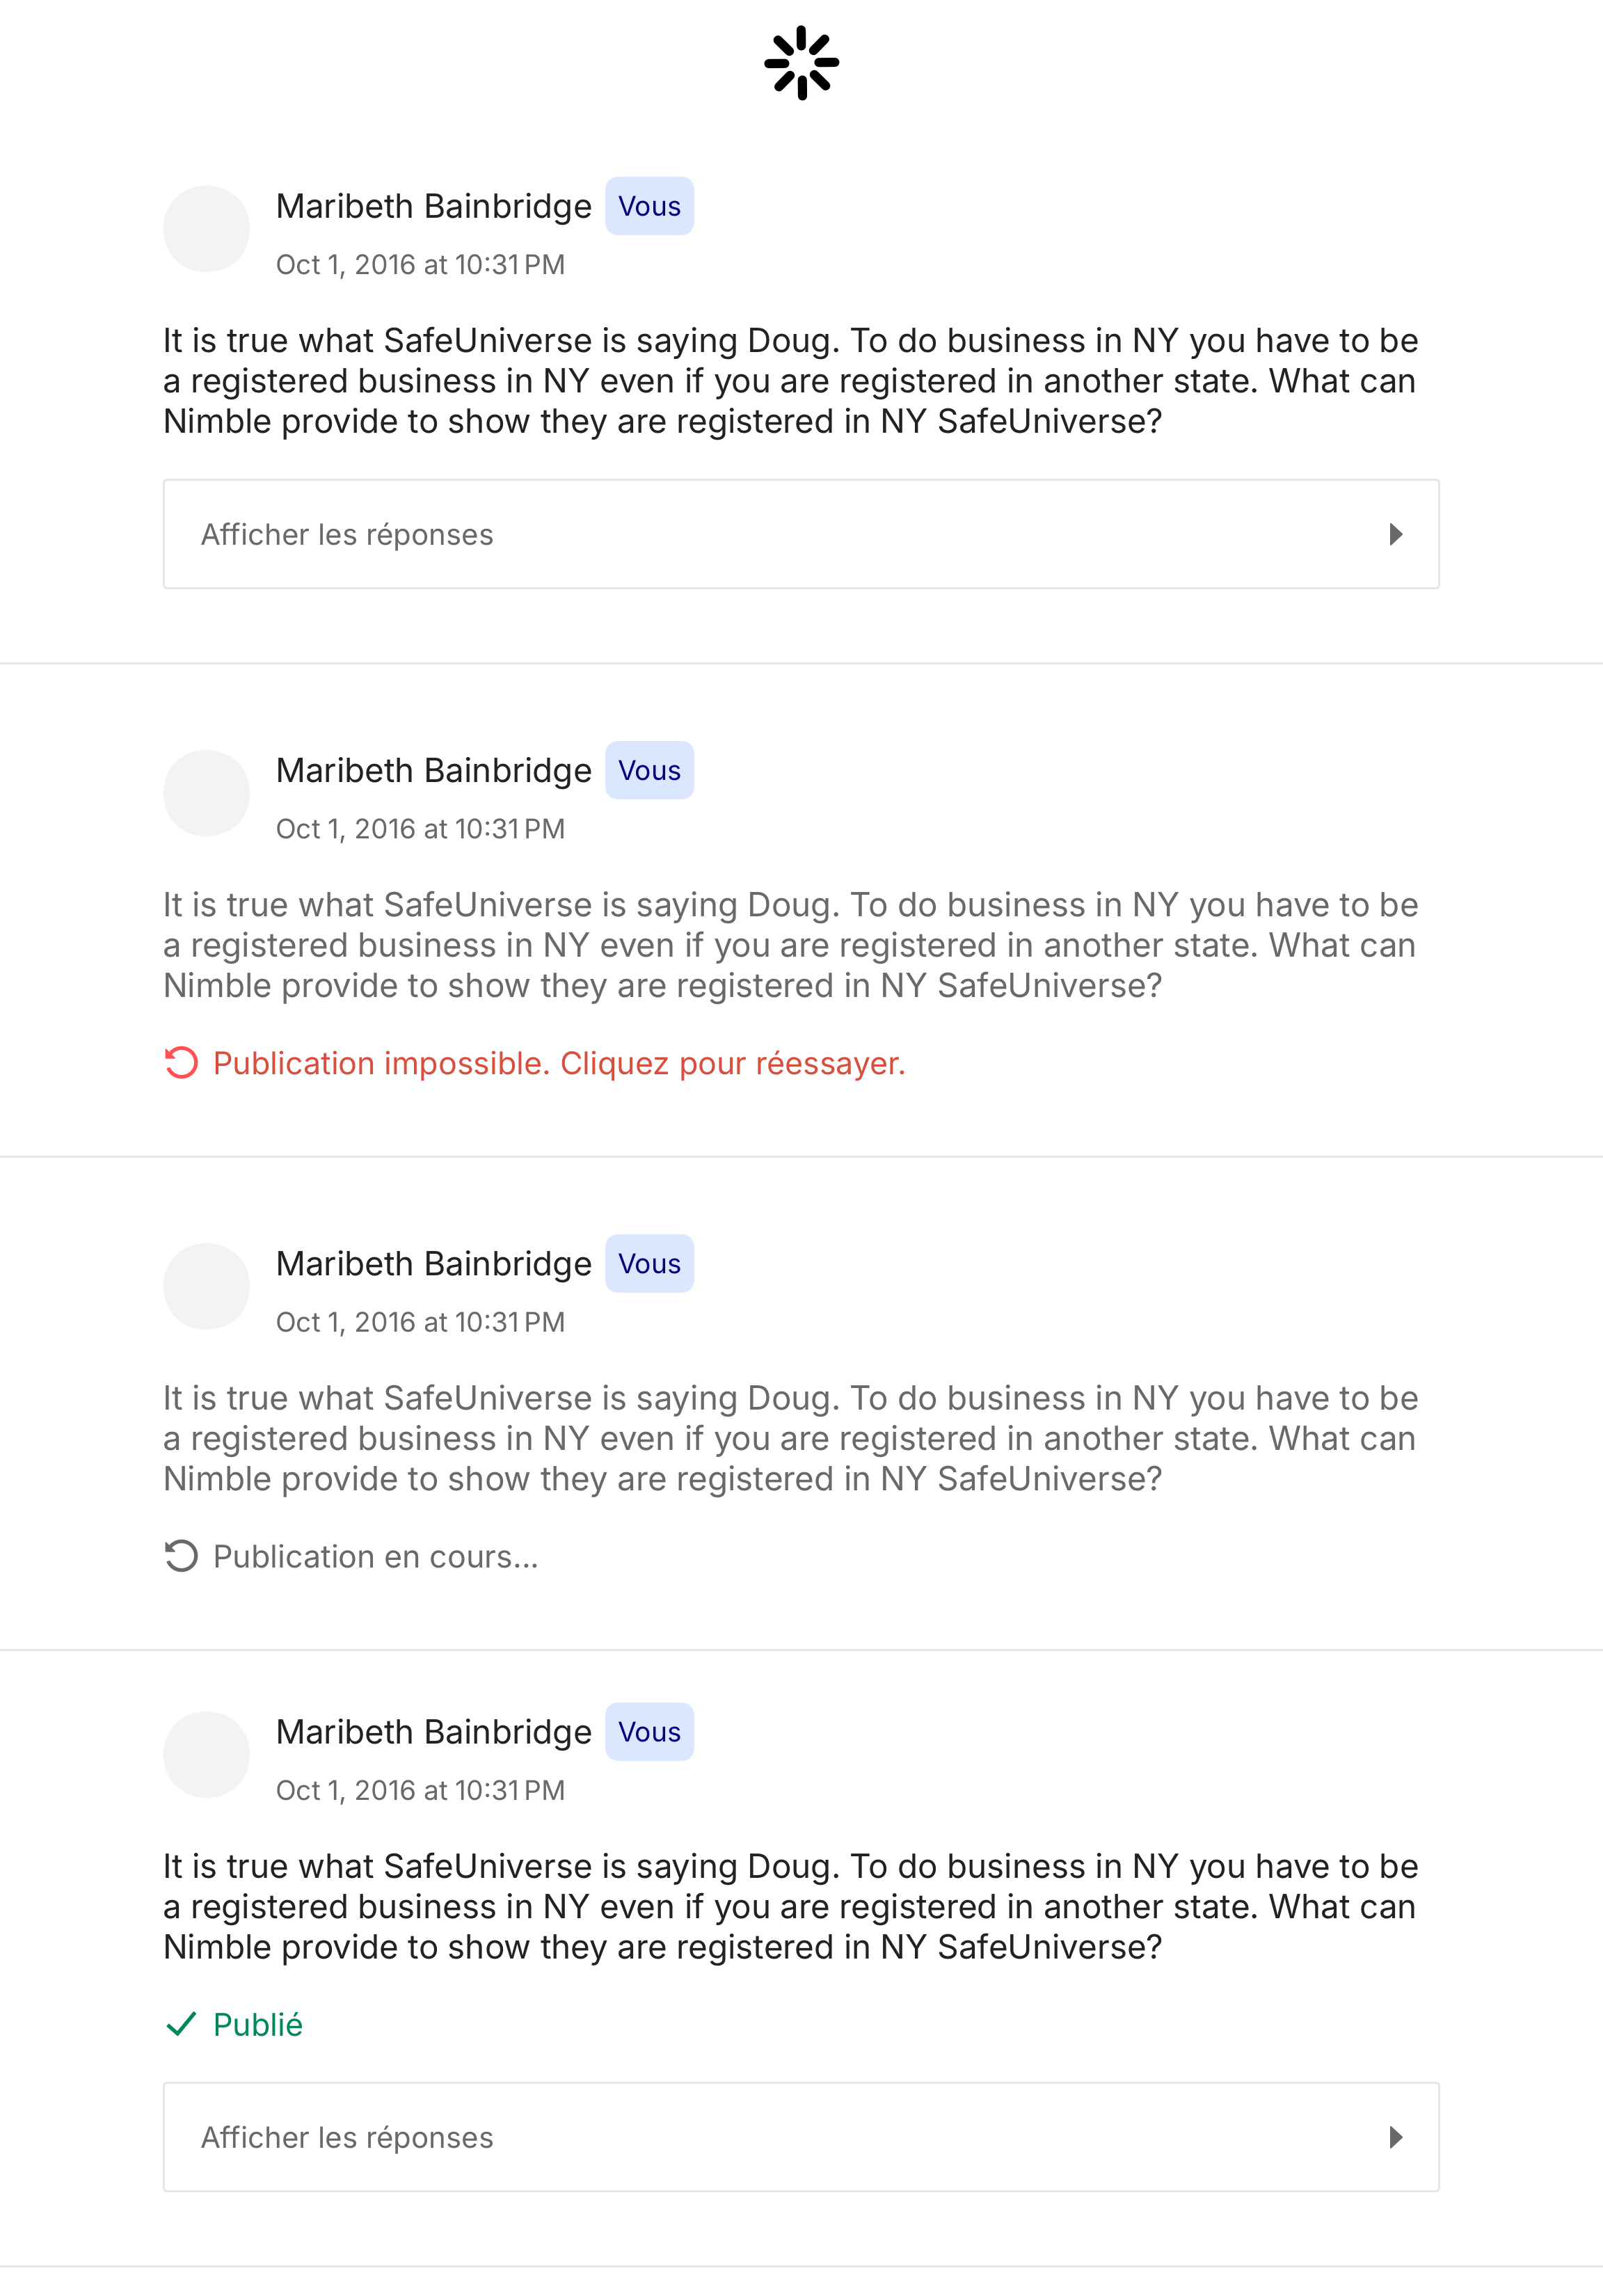 Maribeth Bainbridge Vous
Oct 1, 2016 at 10:31 PM
It is true what SafeUniverse is saying Doug. To do business in NY you have to be
a registered business in NY even if you are registered in another state. What can
Nimble provide to show they are registered in NY SafeUniverse?
Afficher les réponses
Maribeth Bainbridge Vous
Oct 1, 2016 at 10:31 PM
It is true what SafeUniverse is saying Doug. To do business in NY you have to be
a registered business in NY even if you are registered in another state. What can
Nimble provide to show they are registered in NY SafeUniverse?
Publication impossible. Cliquez pour réessayer.
Maribeth Bainbridge Vous
Oct 1, 2016 at 10:31 PM
It is true what SafeUniverse is saying Doug. To do business in NY you have to be
a registered business in NY even if you are registered in another state. What can
Nimble provide to show they are registered in NY SafeUniverse?
Publication en cours...
Maribeth Bainbridge Vous
Oct 1, 2016 at 10:31 PM
It is true what SafeUniverse is saying Doug. To do business in NY you have to be
a registered business in NY even if you are registered in another state. What can
Nimble provide to show they are registered in NY SafeUniverse?
Publié
Afficher les réponses